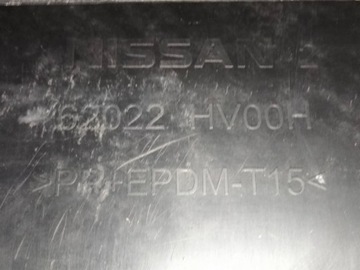 NISSAN
62022 HV00H
>PP+EPDM-T15<